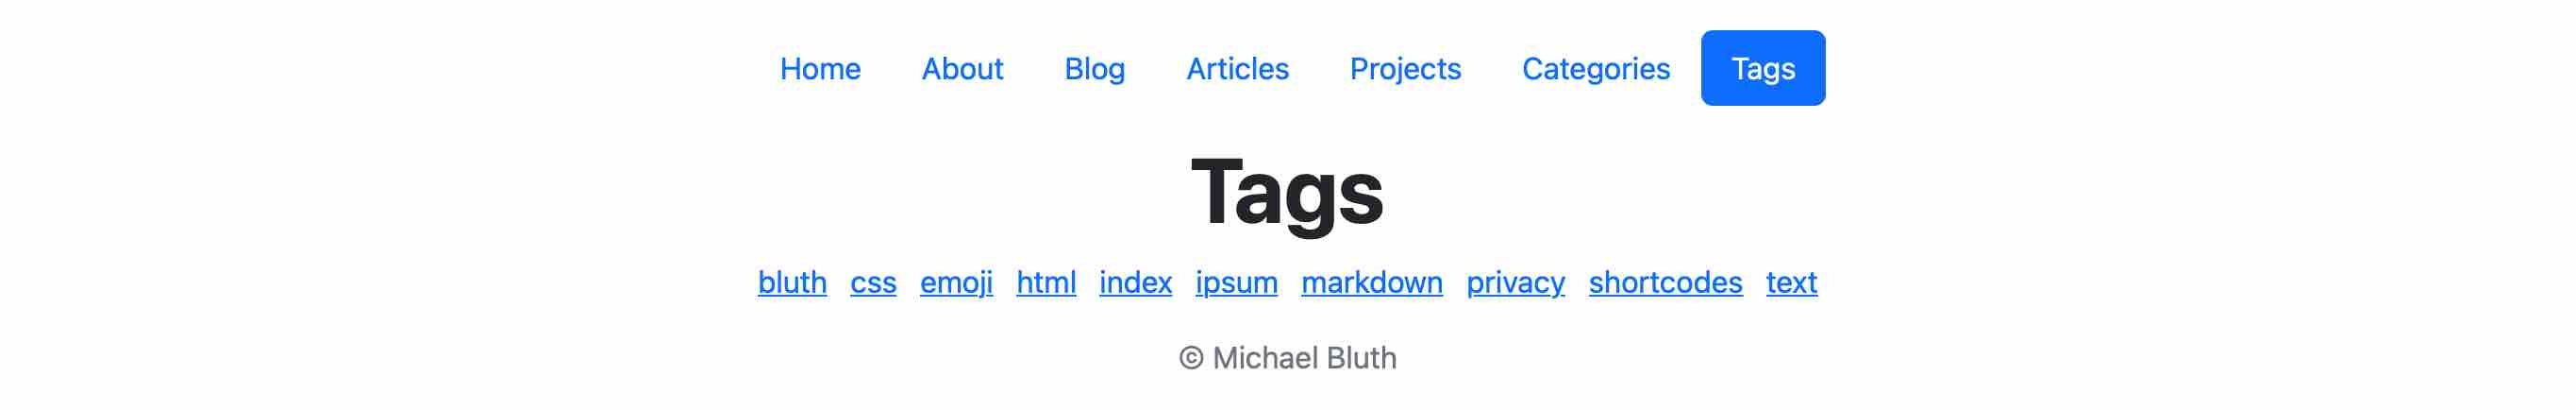 Home About Blog Articles Projects Categories Tags
Tags
bluth css emoji html index ipsum markdown privacy shortcodes text
© Michael Bluth